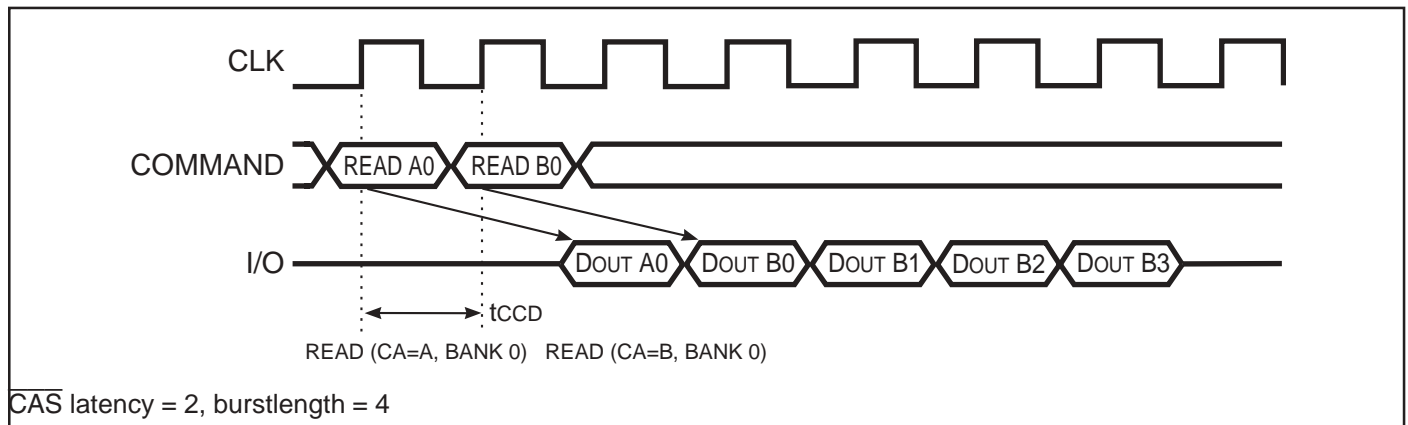 CLK
COMMAND READ A0 READ B0
I/O DOUT A0 DOUT B0 DOUT B1 DOUT B2 DOUT B3
tCCD
READ (CA=A, BANK 0) READ (CA=B, BANK 0)
CAS latency = 2, burstlength = 4